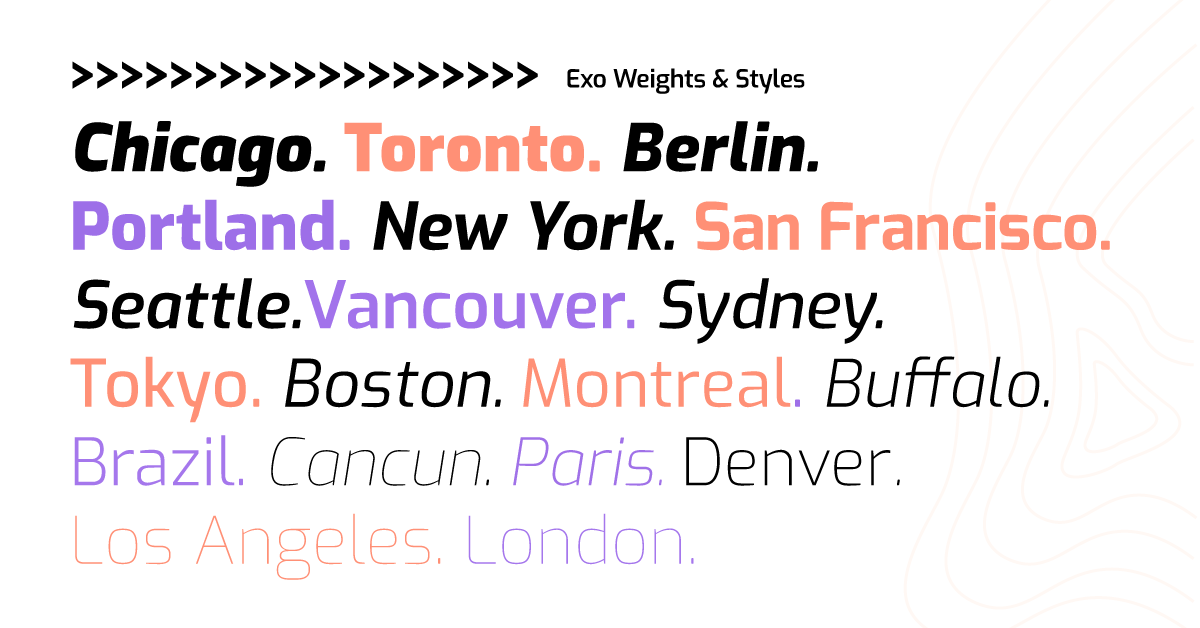 >>>>>>>>>>>>>>>>>>> Exo Weights & Styles
Chicago. Toronto. Berlin.
Portland. New York. San Francisco.
Seattle.Vancouver. Sydney.
Tokyo. Boston. Montreal. Buffalo.
Brazil. Cancun. Paris. Denver.
Los Angeles. London.